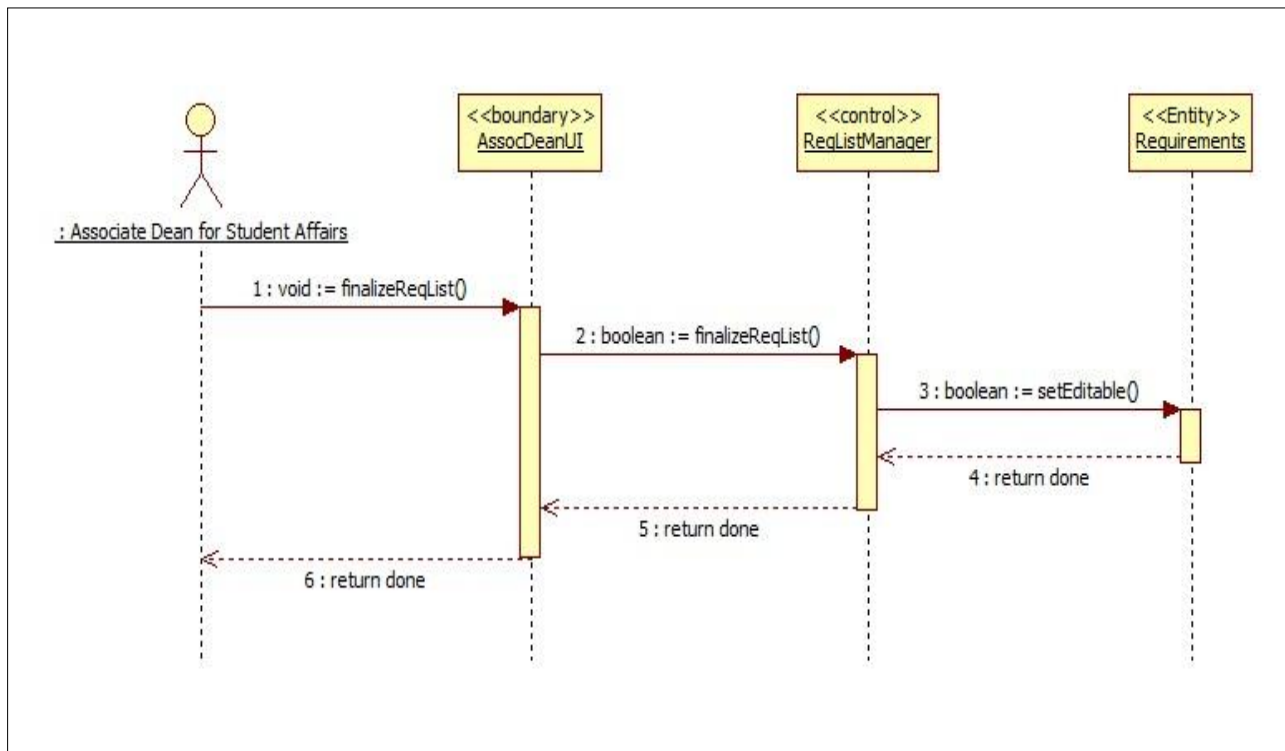 <<boundary>>
AssocDeanUI
<<control>>
ReqListManager
<<Entity>>
Requirements
: Associate Dean for Student Affairs
1 : void := finalizeReqList()
2 : boolean := finalizeReqList()
3 : boolean := setEditable()
4 : return done
5 : return done
6 : return done